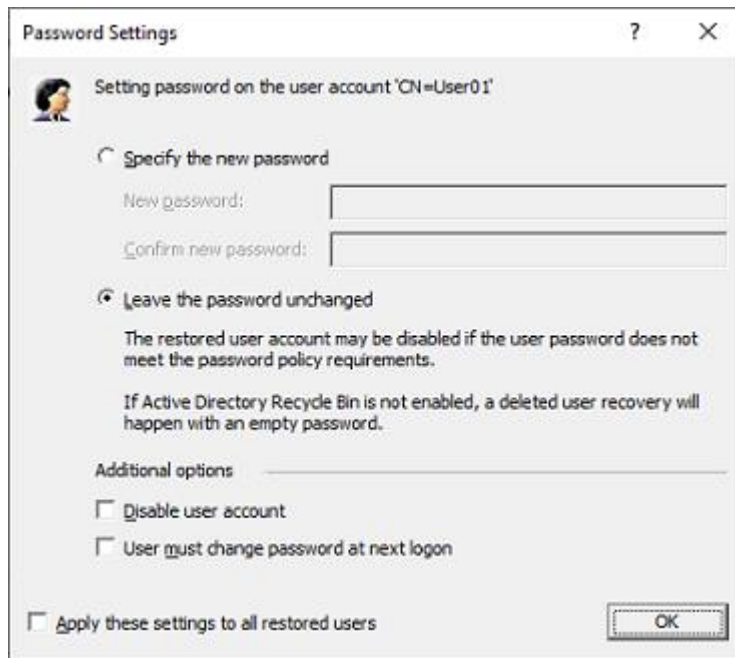 Password Settings
Setting password on the user account 'CN=User01'
Specify the new password
New password:
Confirm new password:
Leave the password unchanged
The restored user account may be disabled if the user password does not
meet the password policy requirements.
If Active Directory Recycle Bin is not enabled, a deleted user recovery will
happen with an empty password.
Additional options
Disable user account
User must change password at next logon
Apply these settings to all restored users
OK